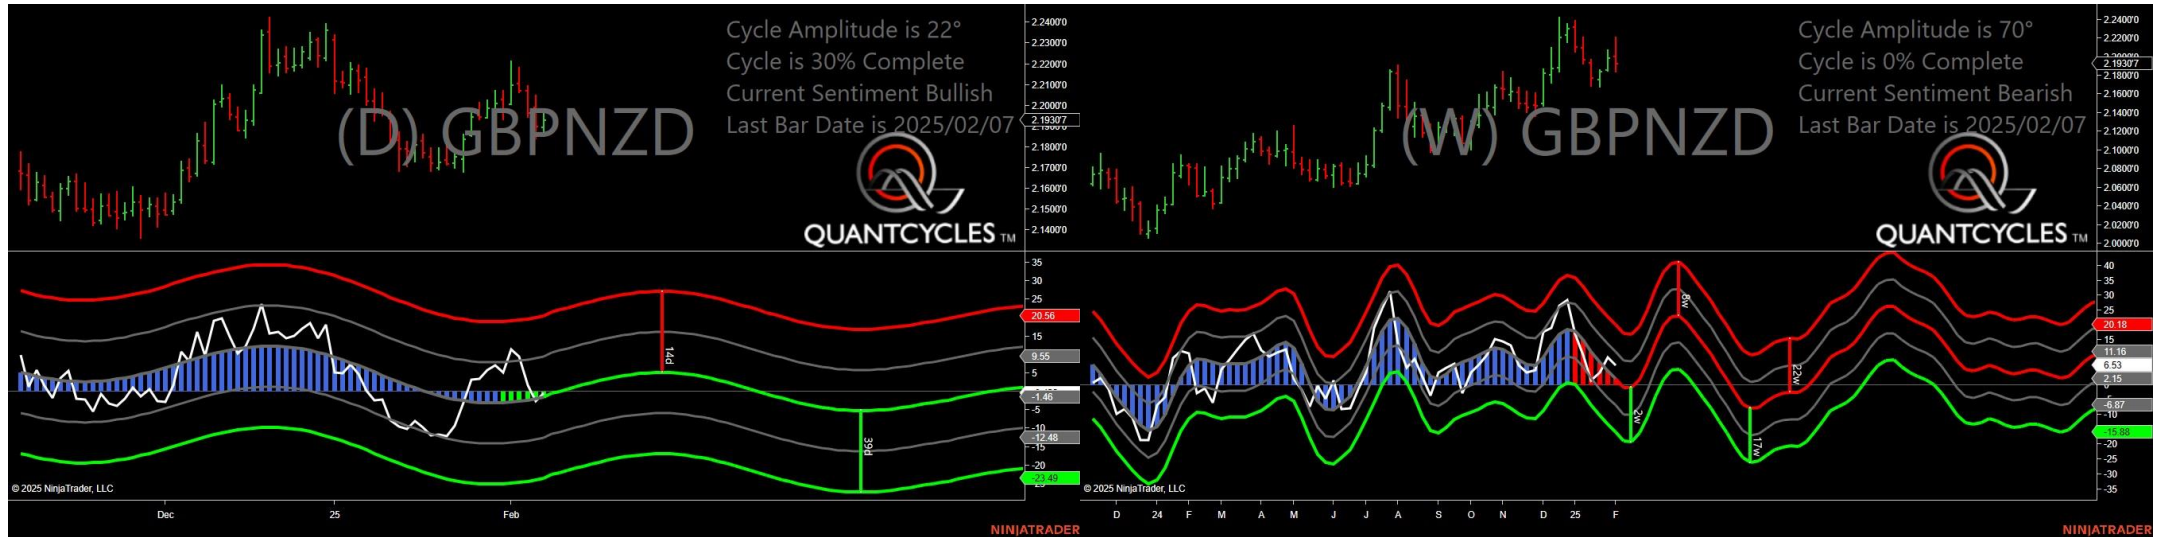 Cycle Amplitude is 22°
Cycle is 30% Complete
Current Sentiment Bullish
Last Bar Date is 2025/02/07
(D) GBPNZD
QUANTCYCLES TM
2.2400'0
2.2300'0
2.2200'0
2.2100'0
2.2000'0
2.1930'7
2.1900'0
2.1700'0
2.1600'0
2.1500'0
2.1400'0
35
30
25
20.56
15
9.55
5
-1.46
-5
-10
-12.48
-15
-20
-23.49
14d
39d
© 2025 NinjaTrader, LLC
Dec
25
Feb
NINJATRADER
Cycle Amplitude is 70°
Cycle is 0% Complete
Current Sentiment Bearish
Last Bar Date is 2025/02/07
(W) GBPNZD
QUANTCYCLES TM
2.2400'0
2.2200'0
2.1930'7
2.1800'0
2.1600'0
2.1400'0
2.1200'0
2.1000'0
2.0800'0
2.0600'0
2.0400'0
2.0200'0
2.0000'0
40
35
30
25
20.18
15
11.16
6.53
2.15
-6.87
-10
-15.88
-20
-25
-30
-35
8w
22w
2w
17w
© 2025 NinjaTrader, LLC
D 24 F M A M J J A S O N D 25 F
NINJATRADER